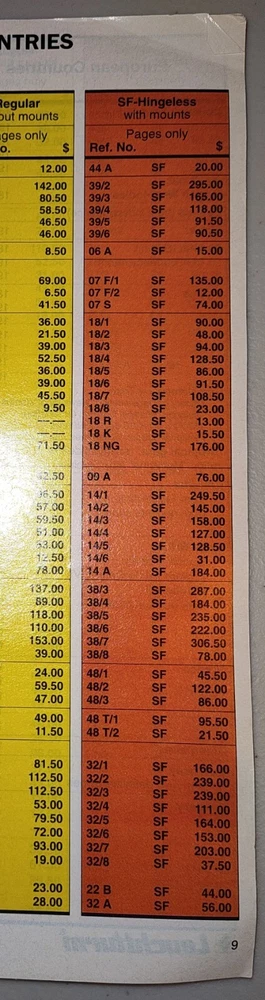 NTRIES
Regular SF-Hingeless
out mounts with mounts
ages only Pages only
o. $ Ref. No. $
12.00 44 A SF 20.00
142.00 39/2 SF 295.00
80.50 39/3 SF 165.00
58.50 39/4 SF 118.00
46.50 39/5 SF 91.50
46.00 39/6 SF 90.50
8.50 06 A SF 15.00
69.00 07 F/1 SF 135.00
6.50 07 F/2 SF 12.00
41.50 07 S SF 74.00
36.00 18/1 SF 90.00
21.50 18/2 SF 48.00
39.00 18/3 SF 94.00
52.50 18/4 SF 128.50
36.00 18/5 SF 86.00
39.00 18/6 SF 91.50
45.50 18/7 SF 108.50
9.50 18/8 SF 23.00
—.— 18 R SF 13.00
—.— 18 K SF 15.50
71.50 18 NG SF 176.00
09 A SF 76.00
14/1 SF 249.50
57.00 14/2 SF 145.00
59.50 14/3 SF 158.00
51.00 14/4 SF 127.00
53.00 14/5 SF 128.50
12.50 14/6 SF 31.00
78.00 14 A SF 184.00
137.00 38/3 SF 287.00
89.00 38/4 SF 184.00
118.00 38/5 SF 235.00
110.00 38/6 SF 222.00
153.00 38/7 SF 306.50
39.00 38/8 SF 78.00
24.00 48/1 SF 45.50
59.50 48/2 SF 122.00
47.00 48/3 SF 86.00
49.00 48 T/1 SF 95.50
11.50 48 T/2 SF 21.50
81.50 32/1 SF 166.00
112.50 32/2 SF 239.00
112.50 32/3 SF 239.00
53.00 32/4 SF 111.00
79.50 32/5 SF 164.00
72.00 32/6 SF 153.00
93.00 32/7 SF 203.00
19.00 32/8 SF 37.50
23.00 22 B SF 44.00
28.00 32 A SF 56.00
9